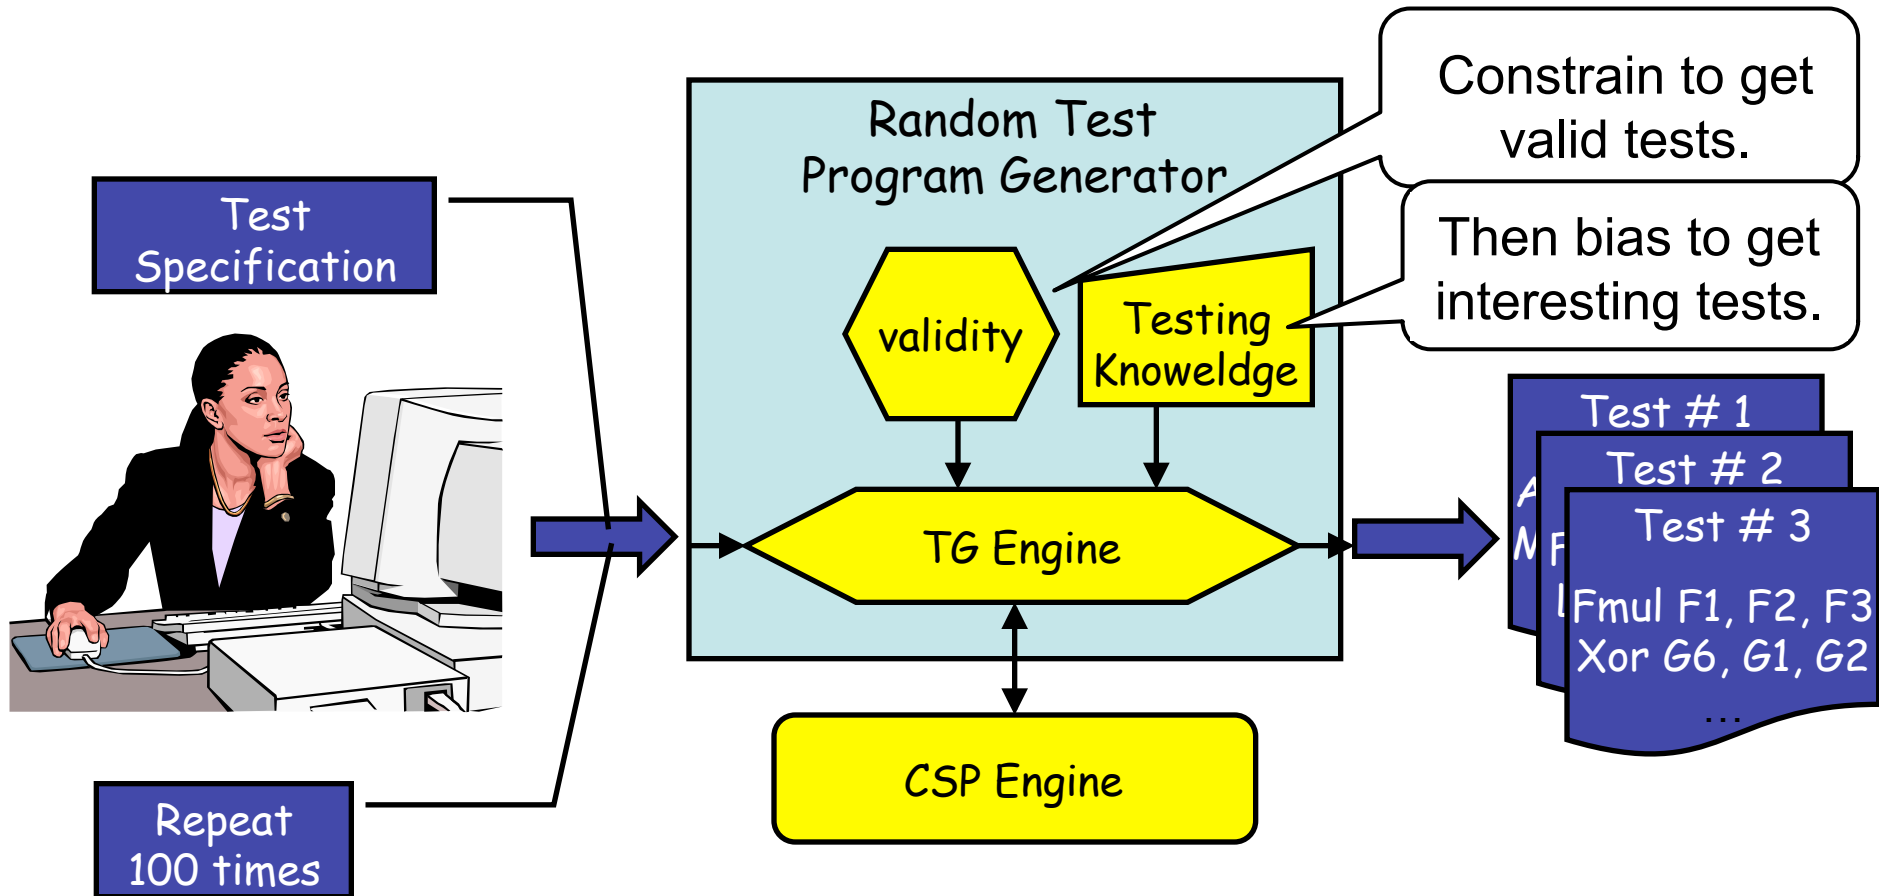 Constrain to get
valid tests.
Then bias to get
interesting tests.
Random Test
Program Generator
Test
Specification
validity
Testing
Knoweldge
TG Engine
CSP Engine
Repeat
100 times
Test # 1
A
M
Test # 2
F
Test # 3
Fmul F1, F2, F3
Xor G6, G1, G2
...